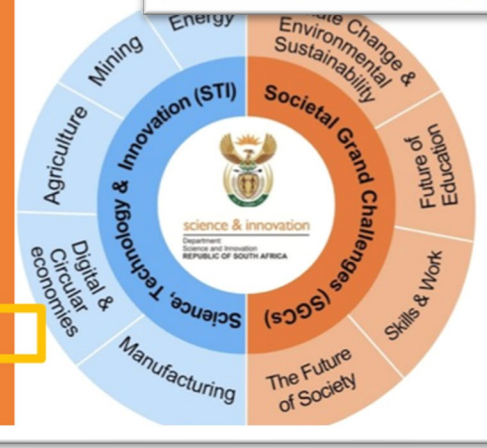 Energy
Mining
Agriculture
Digital &
Circular
economies
Manufacturing
Science, Technology & Innovation (STI)
Societal Grand Challenges (SGCs)
Change &
Environmental
Sustainability
Future of
Education
Skills & Work
The Future
of Society
science & innovation
Department:
Science and Innovation
REPUBLIC OF SOUTH AFRICA